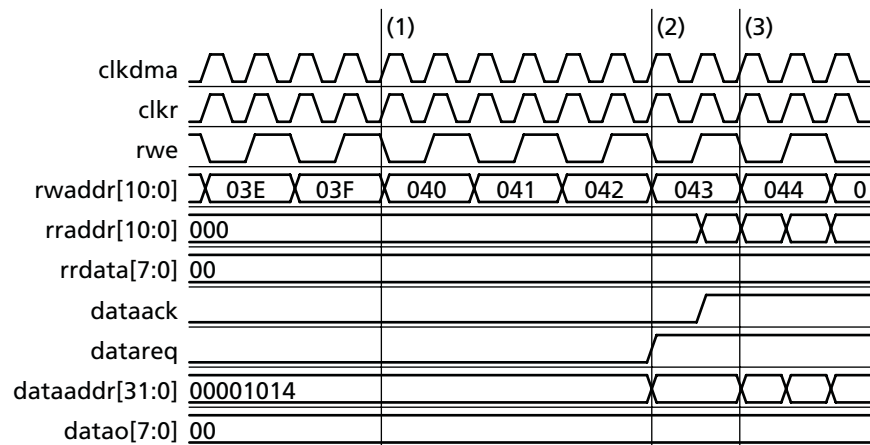 (1) (2) (3)
clkdma
clkr
rwe
rwaddr[10:0] 03E 03F 040 041 042 043 044 0
rraddr[10:0] 000
rrdata[7:0] 00
dataack
datareq
dataaddr[31:0] 00001014
datao[7:0] 00